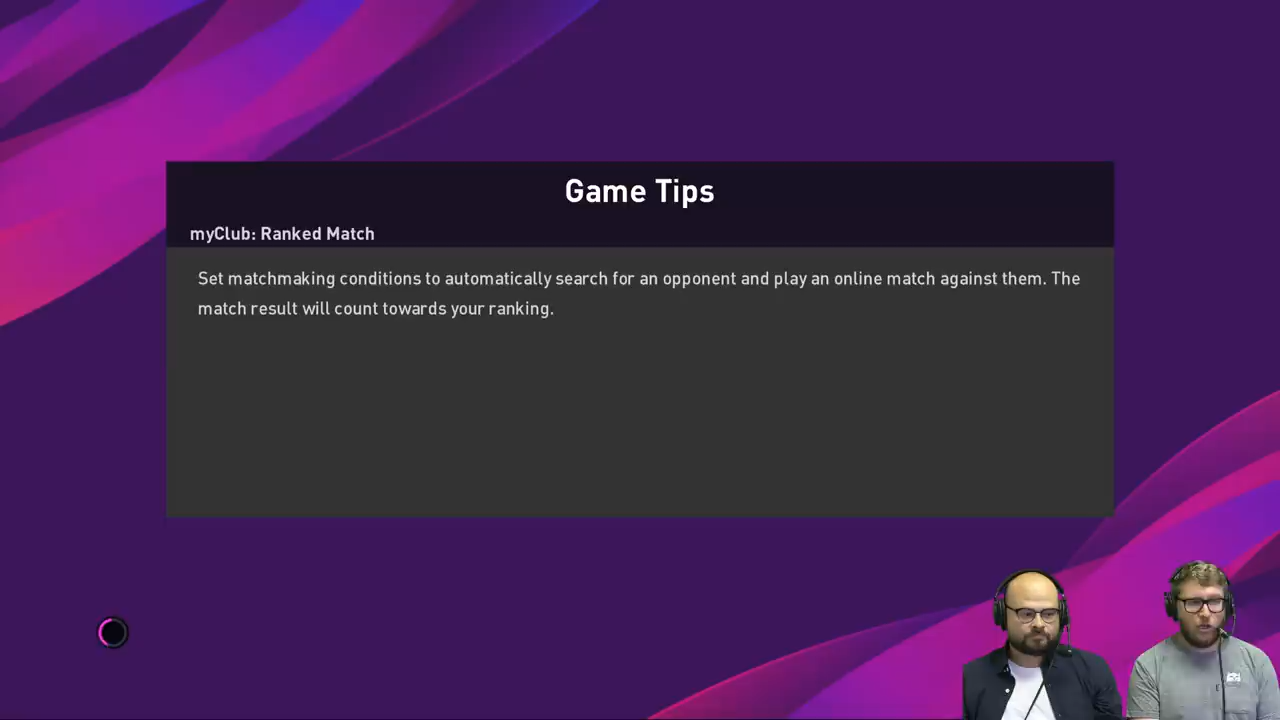 Game Tips
myClub: Ranked Match
Set matchmaking conditions to automatically search for an opponent and play an online match against them. The
match result will count towards your ranking.